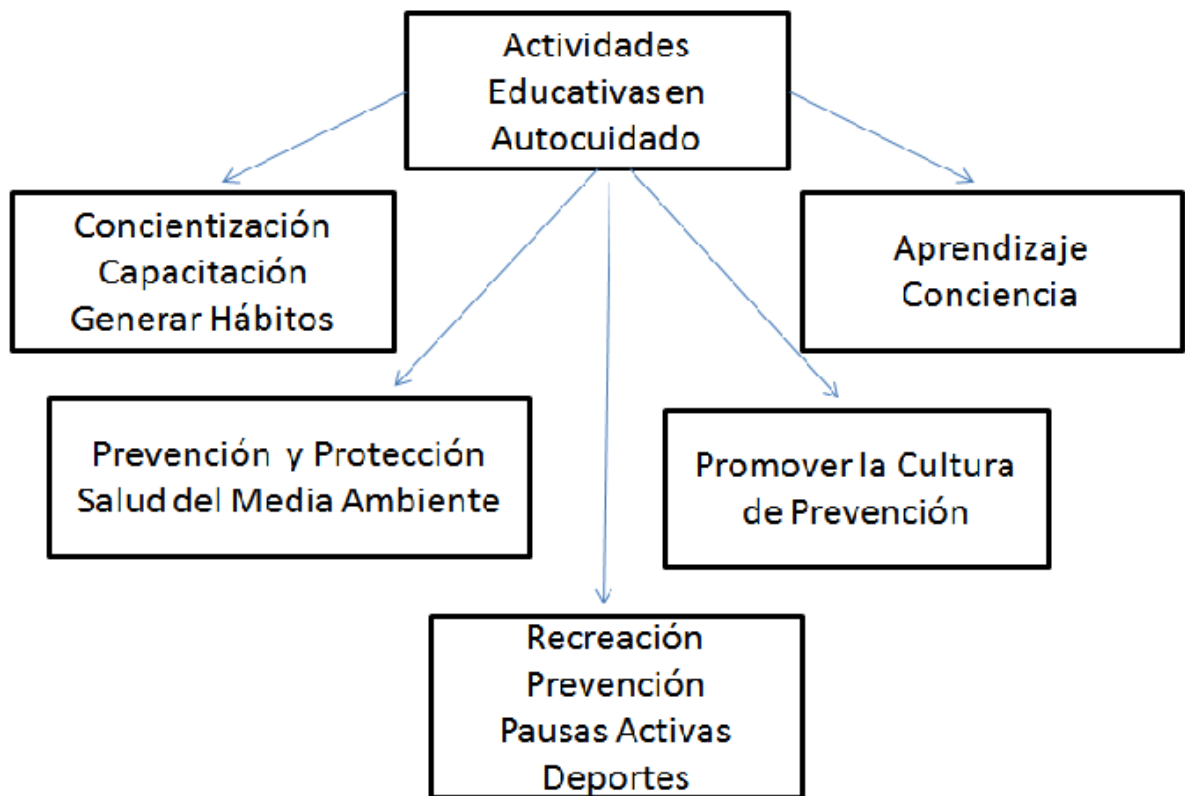 Actividades
Educativas en
Autocuidado
Concientización
Capacitación
Generar Hábitos
Aprendizaje
Conciencia
Prevención y Protección
Salud del Media Ambiente
Promover la Cultura
de Prevención
Recreación
Prevención
Pausas Activas
Deportes